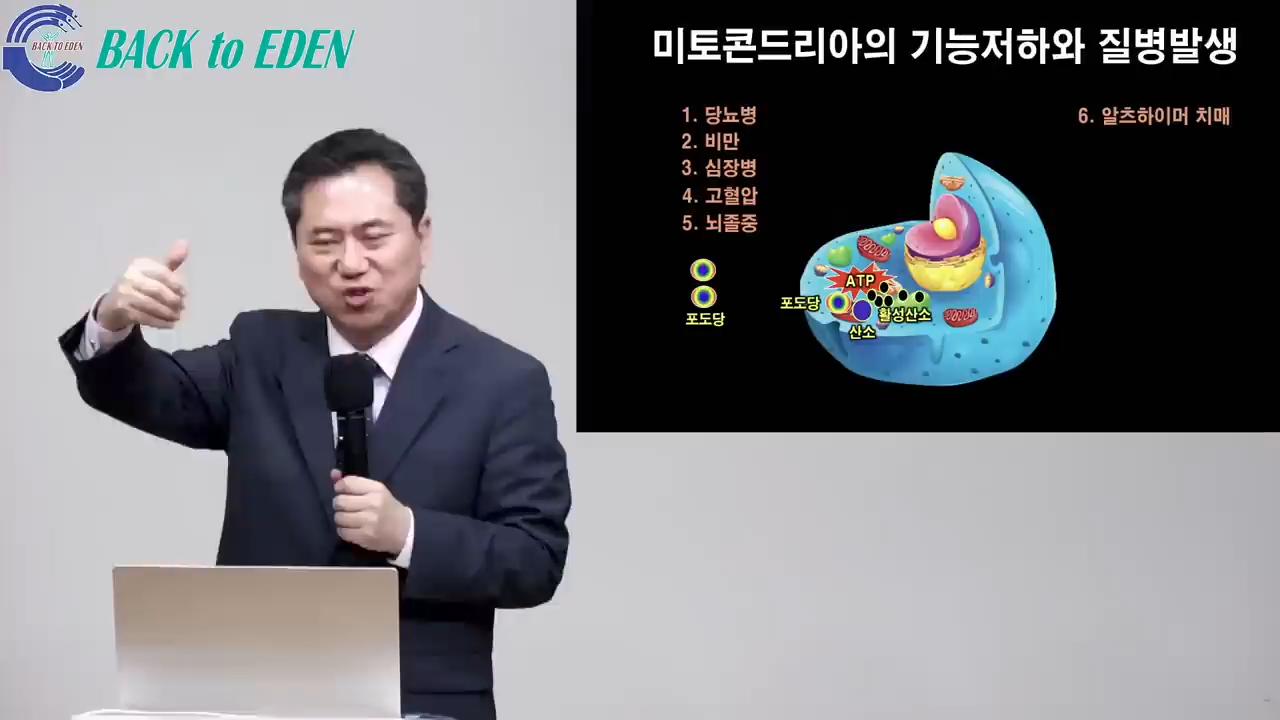 BACK TO EDEN
BACK to EDEN
미토콘드리아의 기능저하와 질병발생
1. 당뇨병
2. 비만
3. 심장병
4. 고혈압
5. 뇌졸중
6. 알츠하이머 치매
포도당
ATP
포도당
활성산소
산소